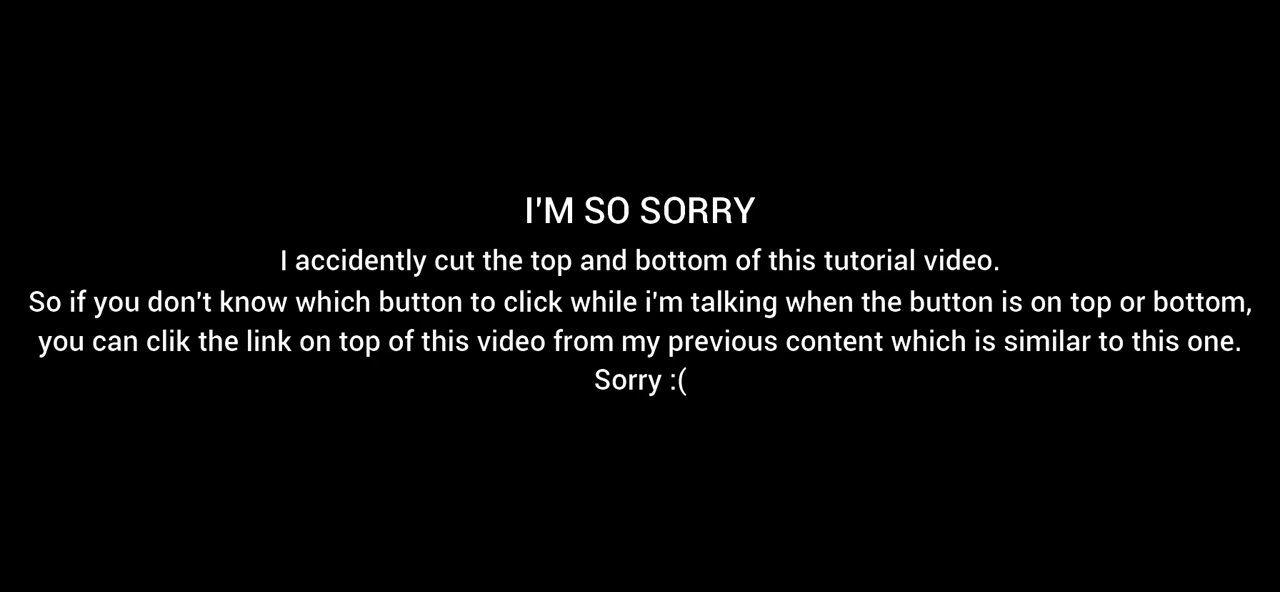 I'M SO SORRY
I accidently cut the top and bottom of this tutorial video.
So if you don't know which button to click while i'm talking when the button is on top or bottom,
you can clik the link on top of this video from my previous content which is similar to this one.
Sorry :(